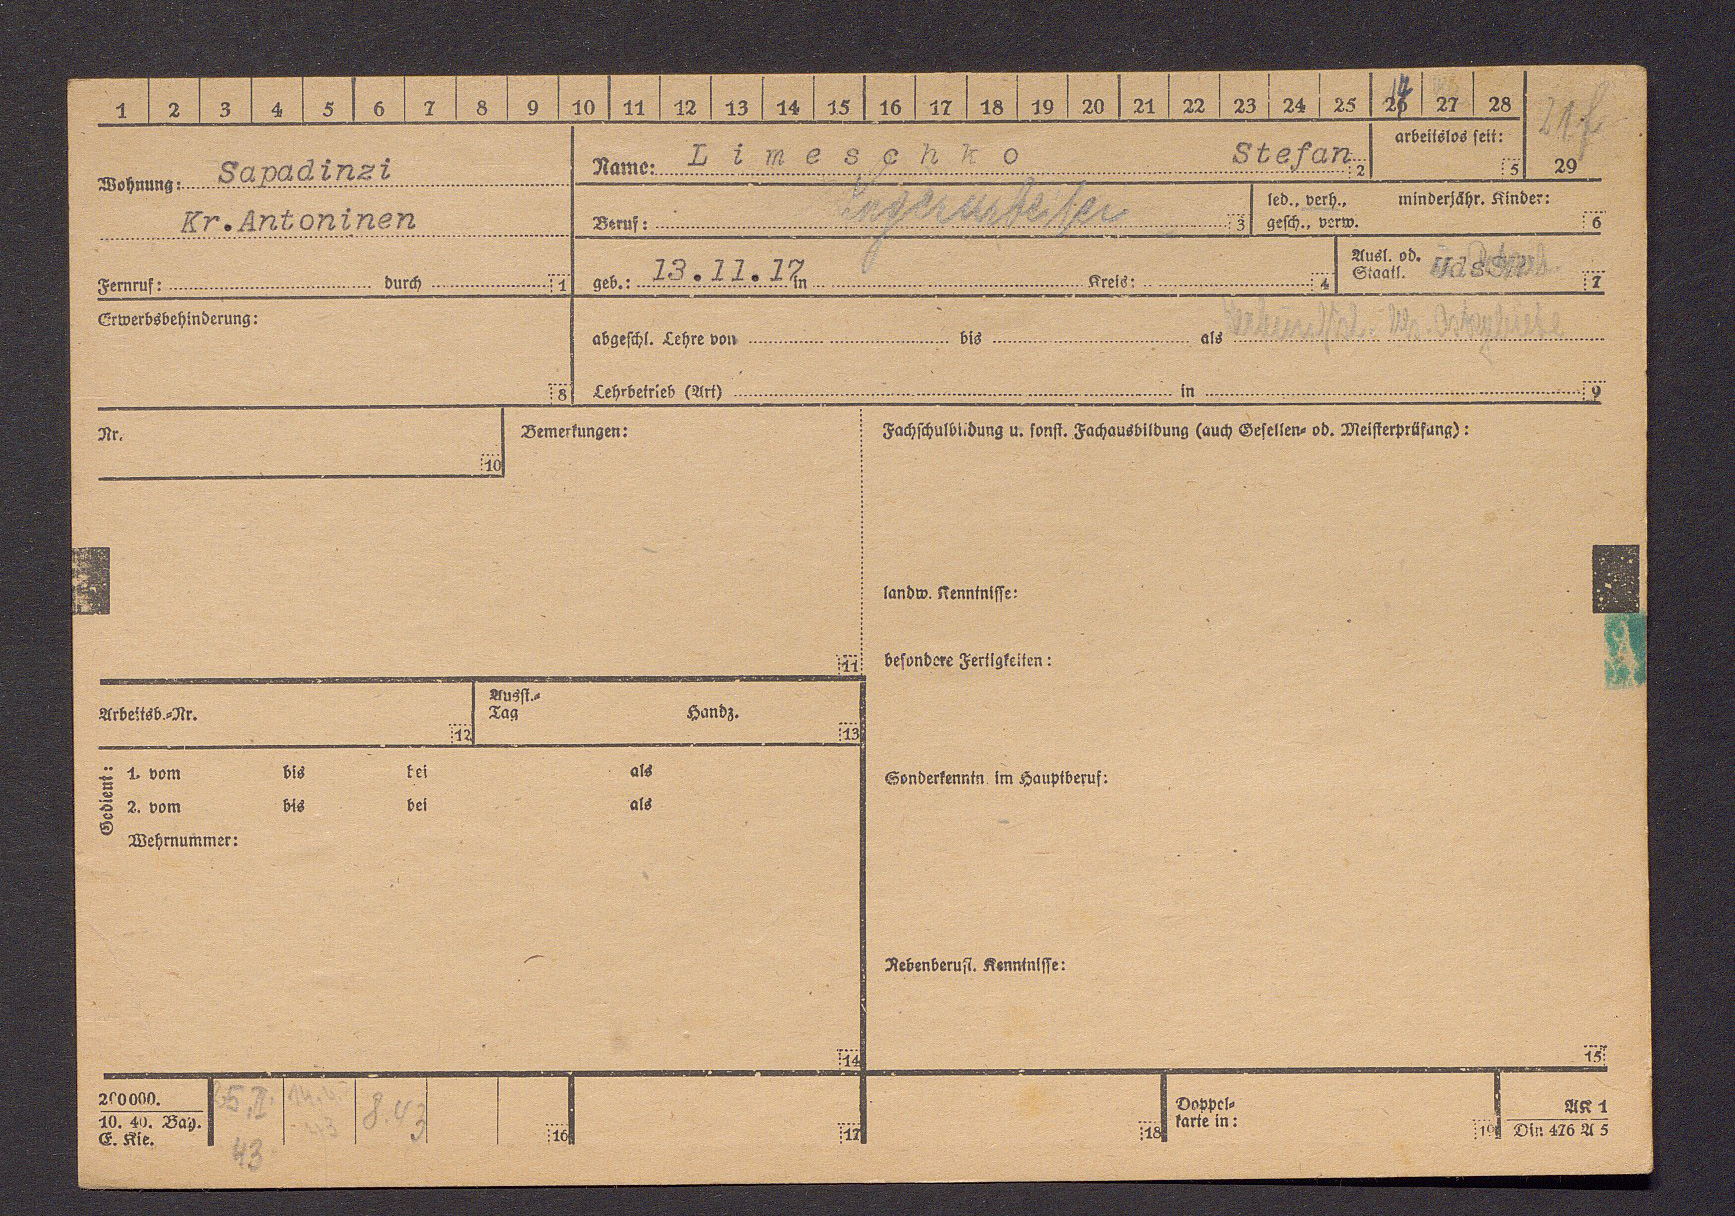 1 2 3 4 5 6 7 8 9 10 11 12 13 14 15 16 17 18 19 20 21 22 23 24 25 26 27 28
Wohnung: Sapadinzi
Kr.Antoninen
Fernruf: durch 1
Name: Limeschko Stefan 2
arbeitslos seit: 5
29
Beruf: Lagerarbeiter 3
led., verh., gesch., verw.
minderjähr. Kinder: 6
geb.: 13.11.17 in Kreis: 4
Ausl. od.
Staatl. 7
Erwerbsbehinderung: 8
abgeschl. Lehre von bis als
Lehrbetrieb (Art) in 9
Nr. 10
Bemerkungen: 11
Fachschulbildung u. sonst. Fachausbildung (auch Gesellen- od. Meisterprüfung):
landw. Kenntnisse:
besondere Fertigkeiten:
Sonderkenntn. im Hauptberuf:
Nebenberufl. Kenntnisse: 15
Arbeitsb.-Nr. 12
Ausst.-
Tag Handz. 13
Gedient:
1. vom bis bei als
2. vom bis bei als
Wehrnummer:
14
200000.
10. 40. Bag.
E. Kie.
43
8.43
16 17 18
Doppel-
karte in: 19
AK 1
Din 476 A 5